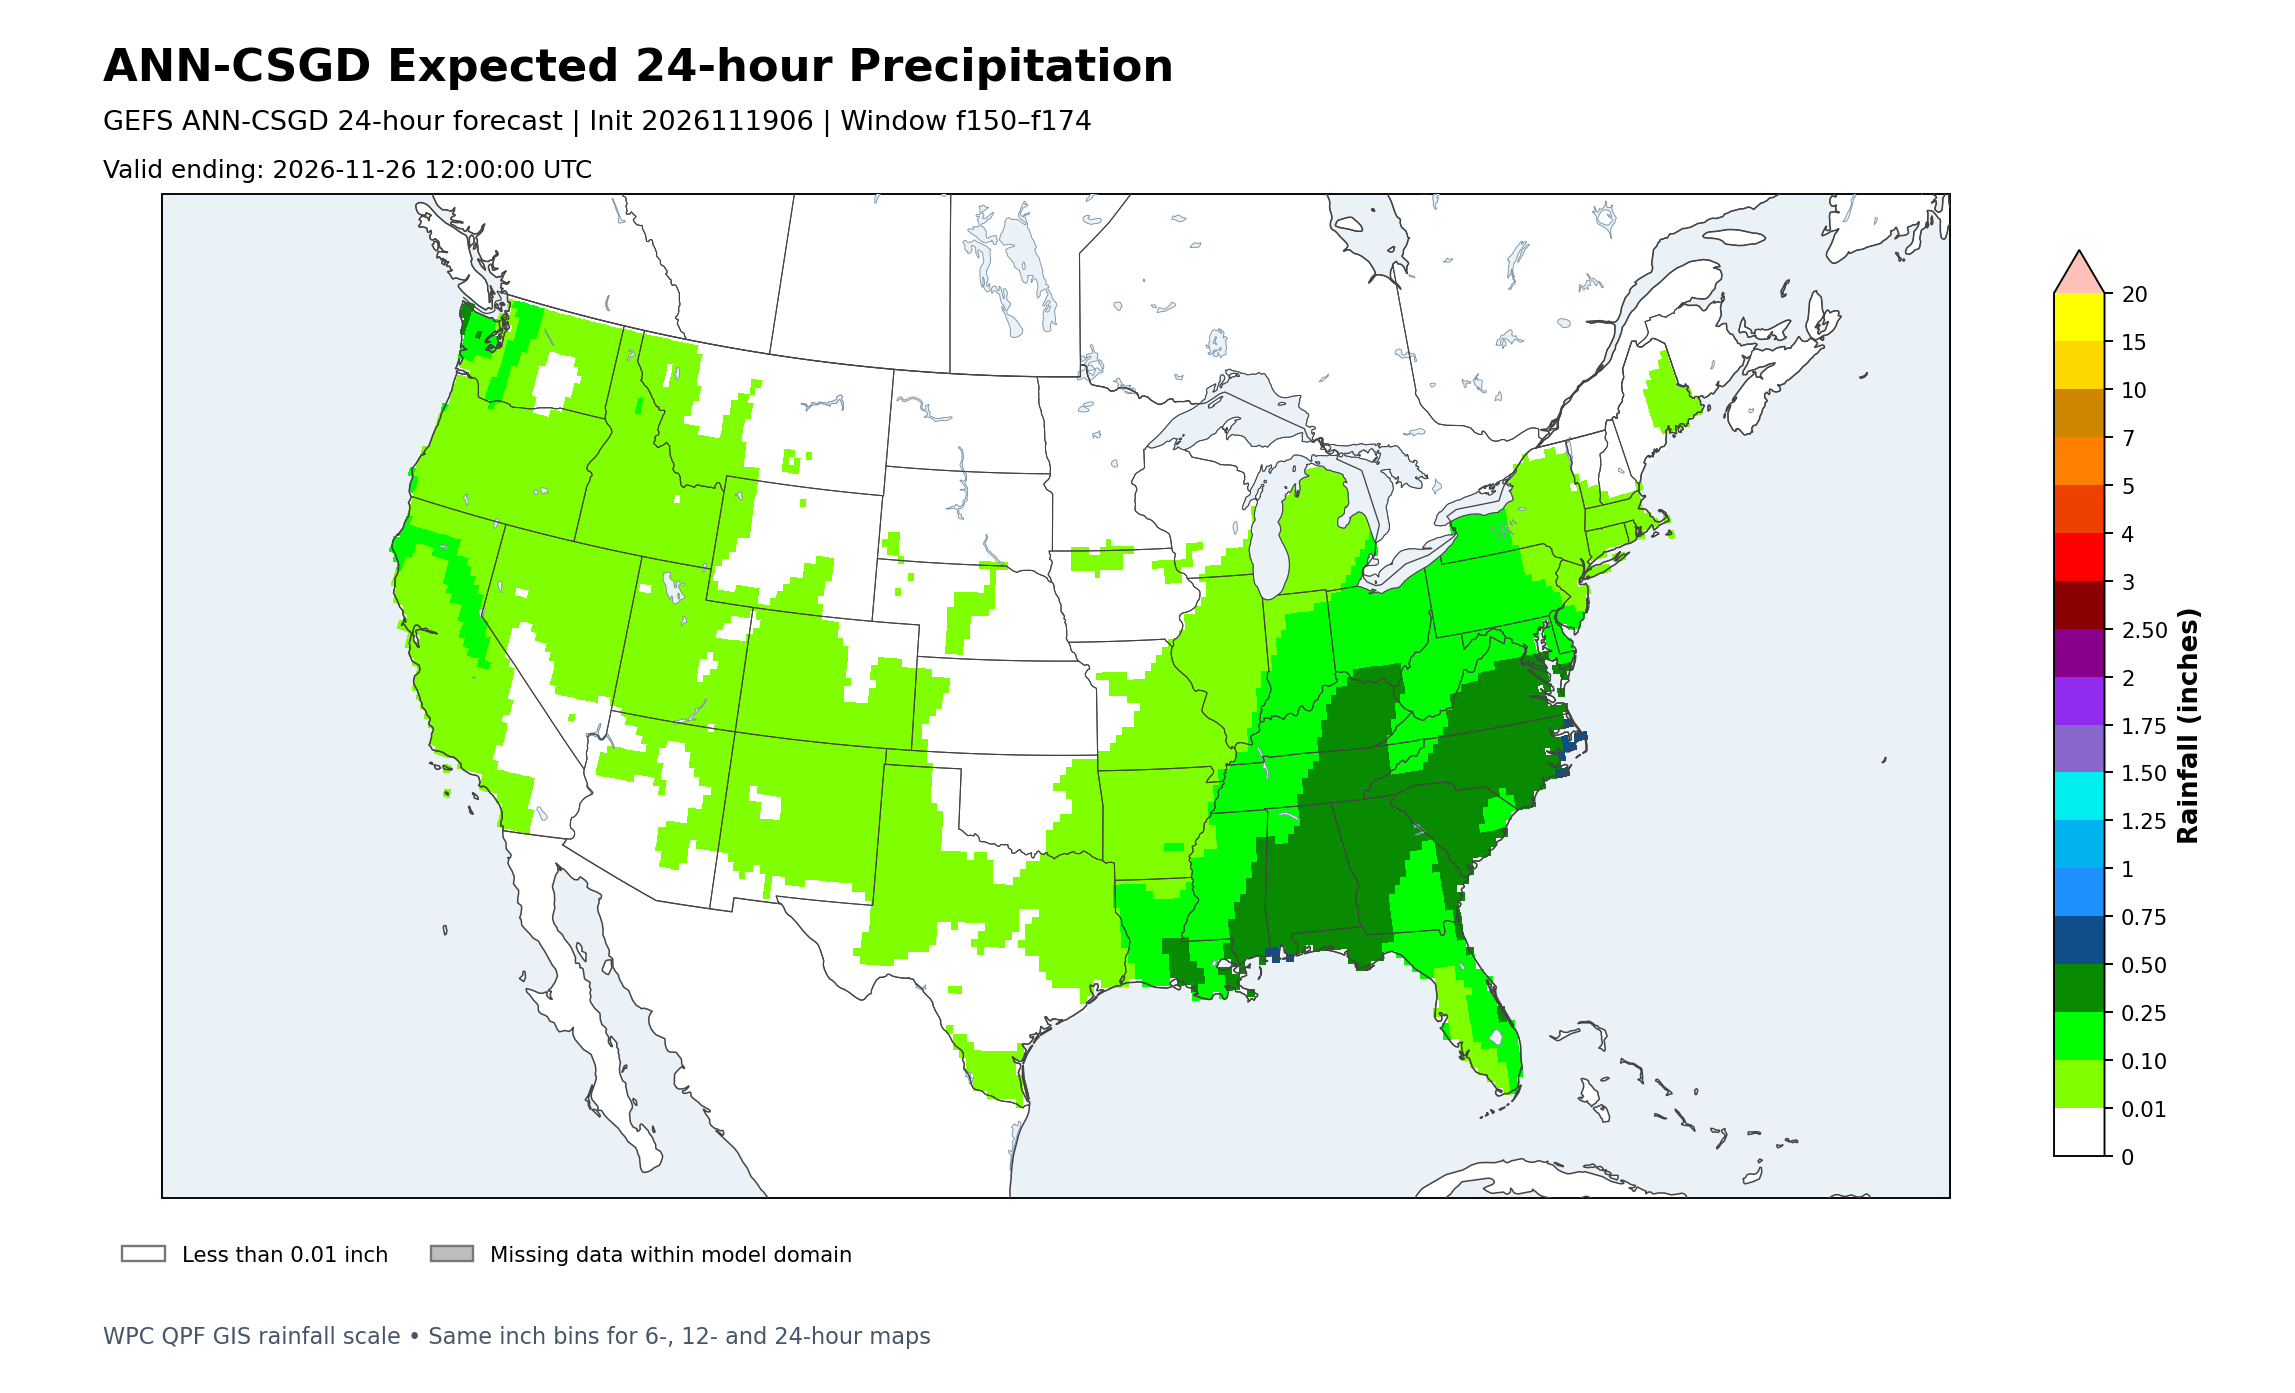 ANN-CSGD Expected 24-hour Precipitation
GEFS ANN-CSGD 24-hour forecast | Init 2026111906 | Window f150–f174
Valid ending: 2026-11-26 12:00:00 UTC
20
15
10
7
5
4
3
2.50
2
1.75
1.50
1.25
1
0.75
0.50
0.25
0.10
0.01
0
Rainfall (inches)
Less than 0.01 inch
Missing data within model domain
WPC QPF GIS rainfall scale • Same inch bins for 6-, 12- and 24-hour maps